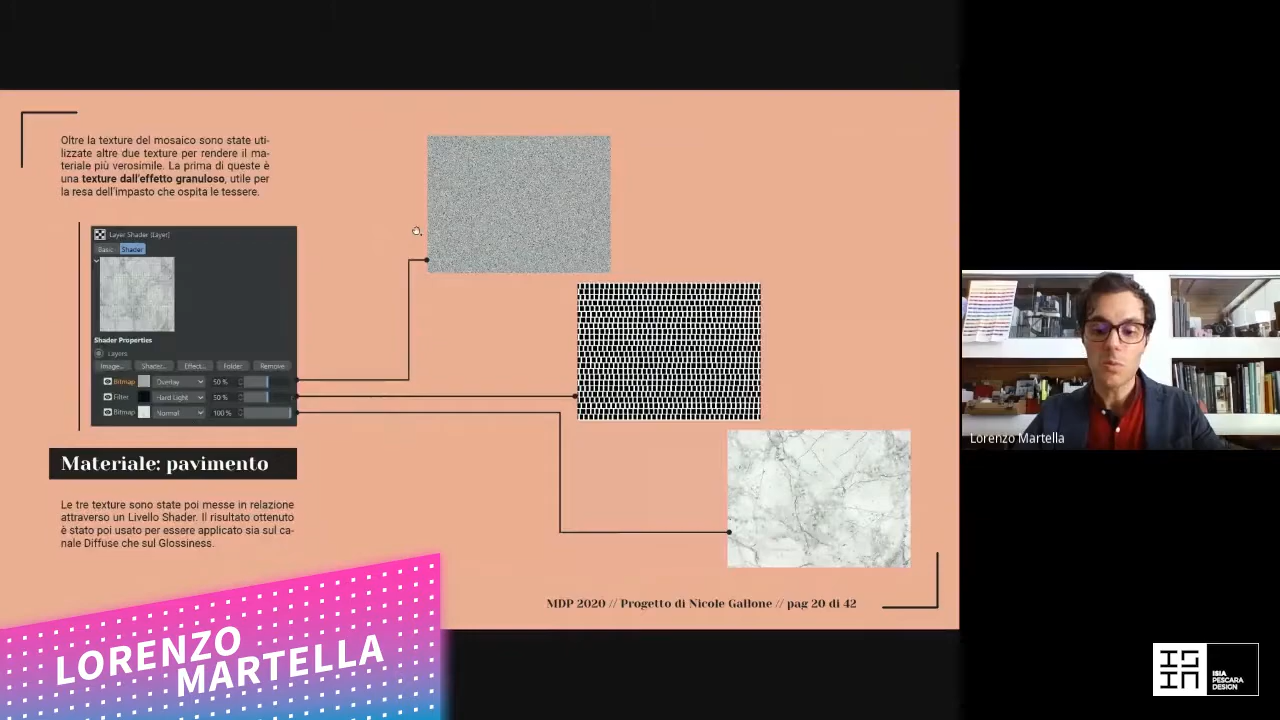 Oltre la texture del mosaico sono state uti-
lizzate altre due texture per rendere il ma-
teriale più verosimile. La prima di queste è
una texture dall'effetto granuloso, utile per
la resa dell'impasto che ospita le tessere.
Layer Shader [Layer]
Basic Shader
Shader Properties
Layers
Image... Shader... Effect... Folder Remove
Bitmap Overlay 50 %
Filter Hard Light 50 %
Bitmap Normal 100 %
Materiale: pavimento
Le tre texture sono state poi messe in relazione
attraverso un Livello Shader. Il risultato ottenuto
è stato poi usato per essere applicato sia sul ca-
nale Diffuse che sul Glossiness.
MDP 2020 // Progetto di Nicole Gallone // pag 20 di 42
Lorenzo Martella
LORENZO
MARTELLA
ISIA
PESCARA
DESIGN